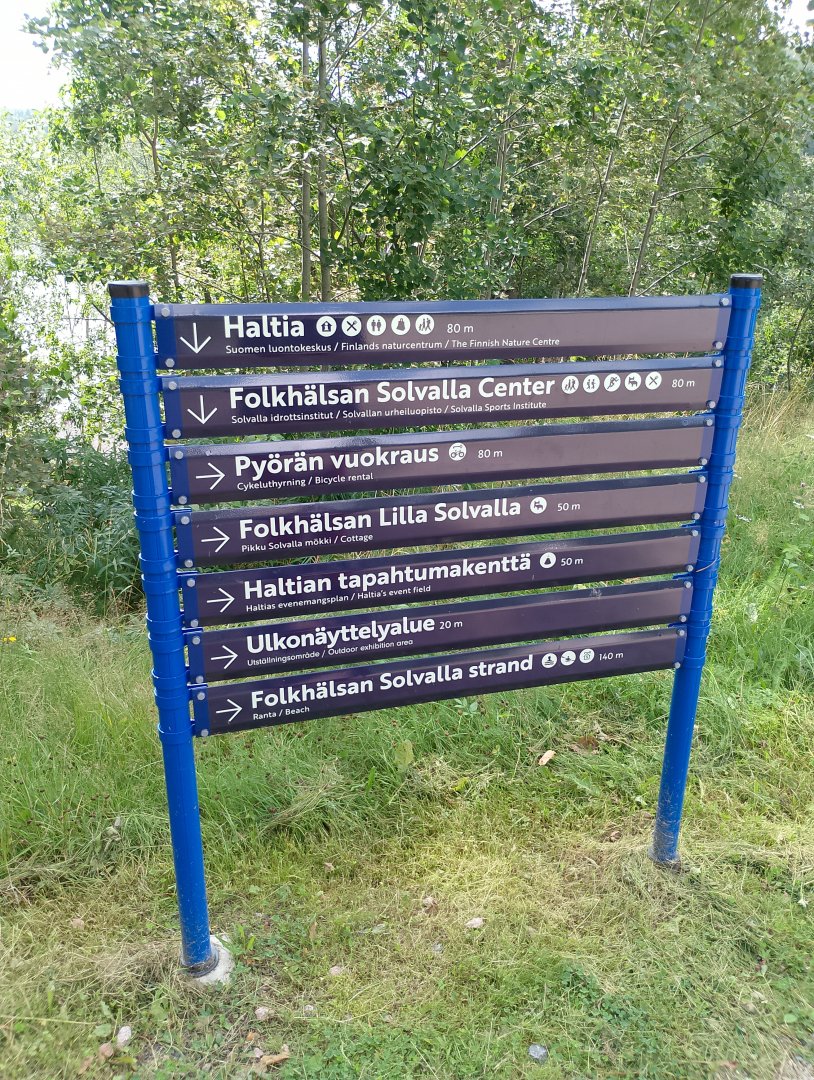 Haltia 80 m
Suomen luontokeskus / Finlands naturcentrum / The Finnish Nature Centre
Folkhälsan Solvalla Center 80 m
Solvalla idrottsinstitut / Solvallan urheiluopisto / Solvalla Sports Institute
Pyörän vuokraus 80 m
Cykeluthyrning / Bicycle rental
Folkhälsan Lilla Solvalla 50 m
Pikku Solvalla mökki / Cottage
Haltian tapahtumakenttä 50 m
Haltias evenemangsplan / Haltia's event field
Ulkonäyttelyalue 20 m
Utställningsområde / Outdoor exhibition area
Folkhälsan Solvalla strand 140 m
Ranta / Beach